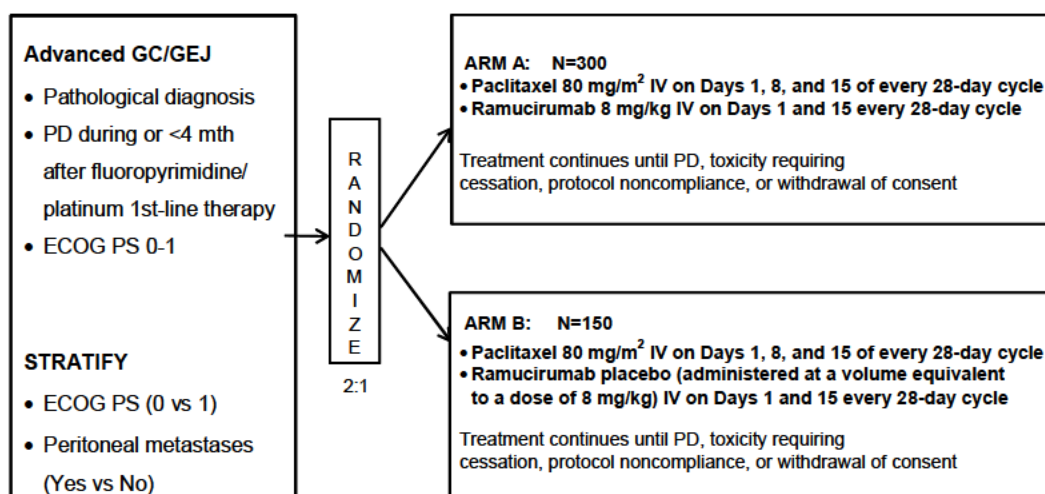 Advanced GC/GEJ
• Pathological diagnosis
• PD during or <4 mth
after fluoropyrimidine/
platinum 1st-line therapy
• ECOG PS 0-1
STRATIFY
• ECOG PS (0 vs 1)
• Peritoneal metastases
(Yes vs No)
R
A
N
D
O
M
I
Z
E
2:1
ARM A: N=300
• Paclitaxel 80 mg/m² IV on Days 1, 8, and 15 of every 28-day cycle
• Ramucirumab 8 mg/kg IV on Days 1 and 15 every 28-day cycle
Treatment continues until PD, toxicity requiring
cessation, protocol noncompliance, or withdrawal of consent
ARM B: N=150
• Paclitaxel 80 mg/m² IV on Days 1, 8, and 15 of every 28-day cycle
• Ramucirumab placebo (administered at a volume equivalent
to a dose of 8 mg/kg) IV on Days 1 and 15 every 28-day cycle
Treatment continues until PD, toxicity requiring
cessation, protocol noncompliance, or withdrawal of consent